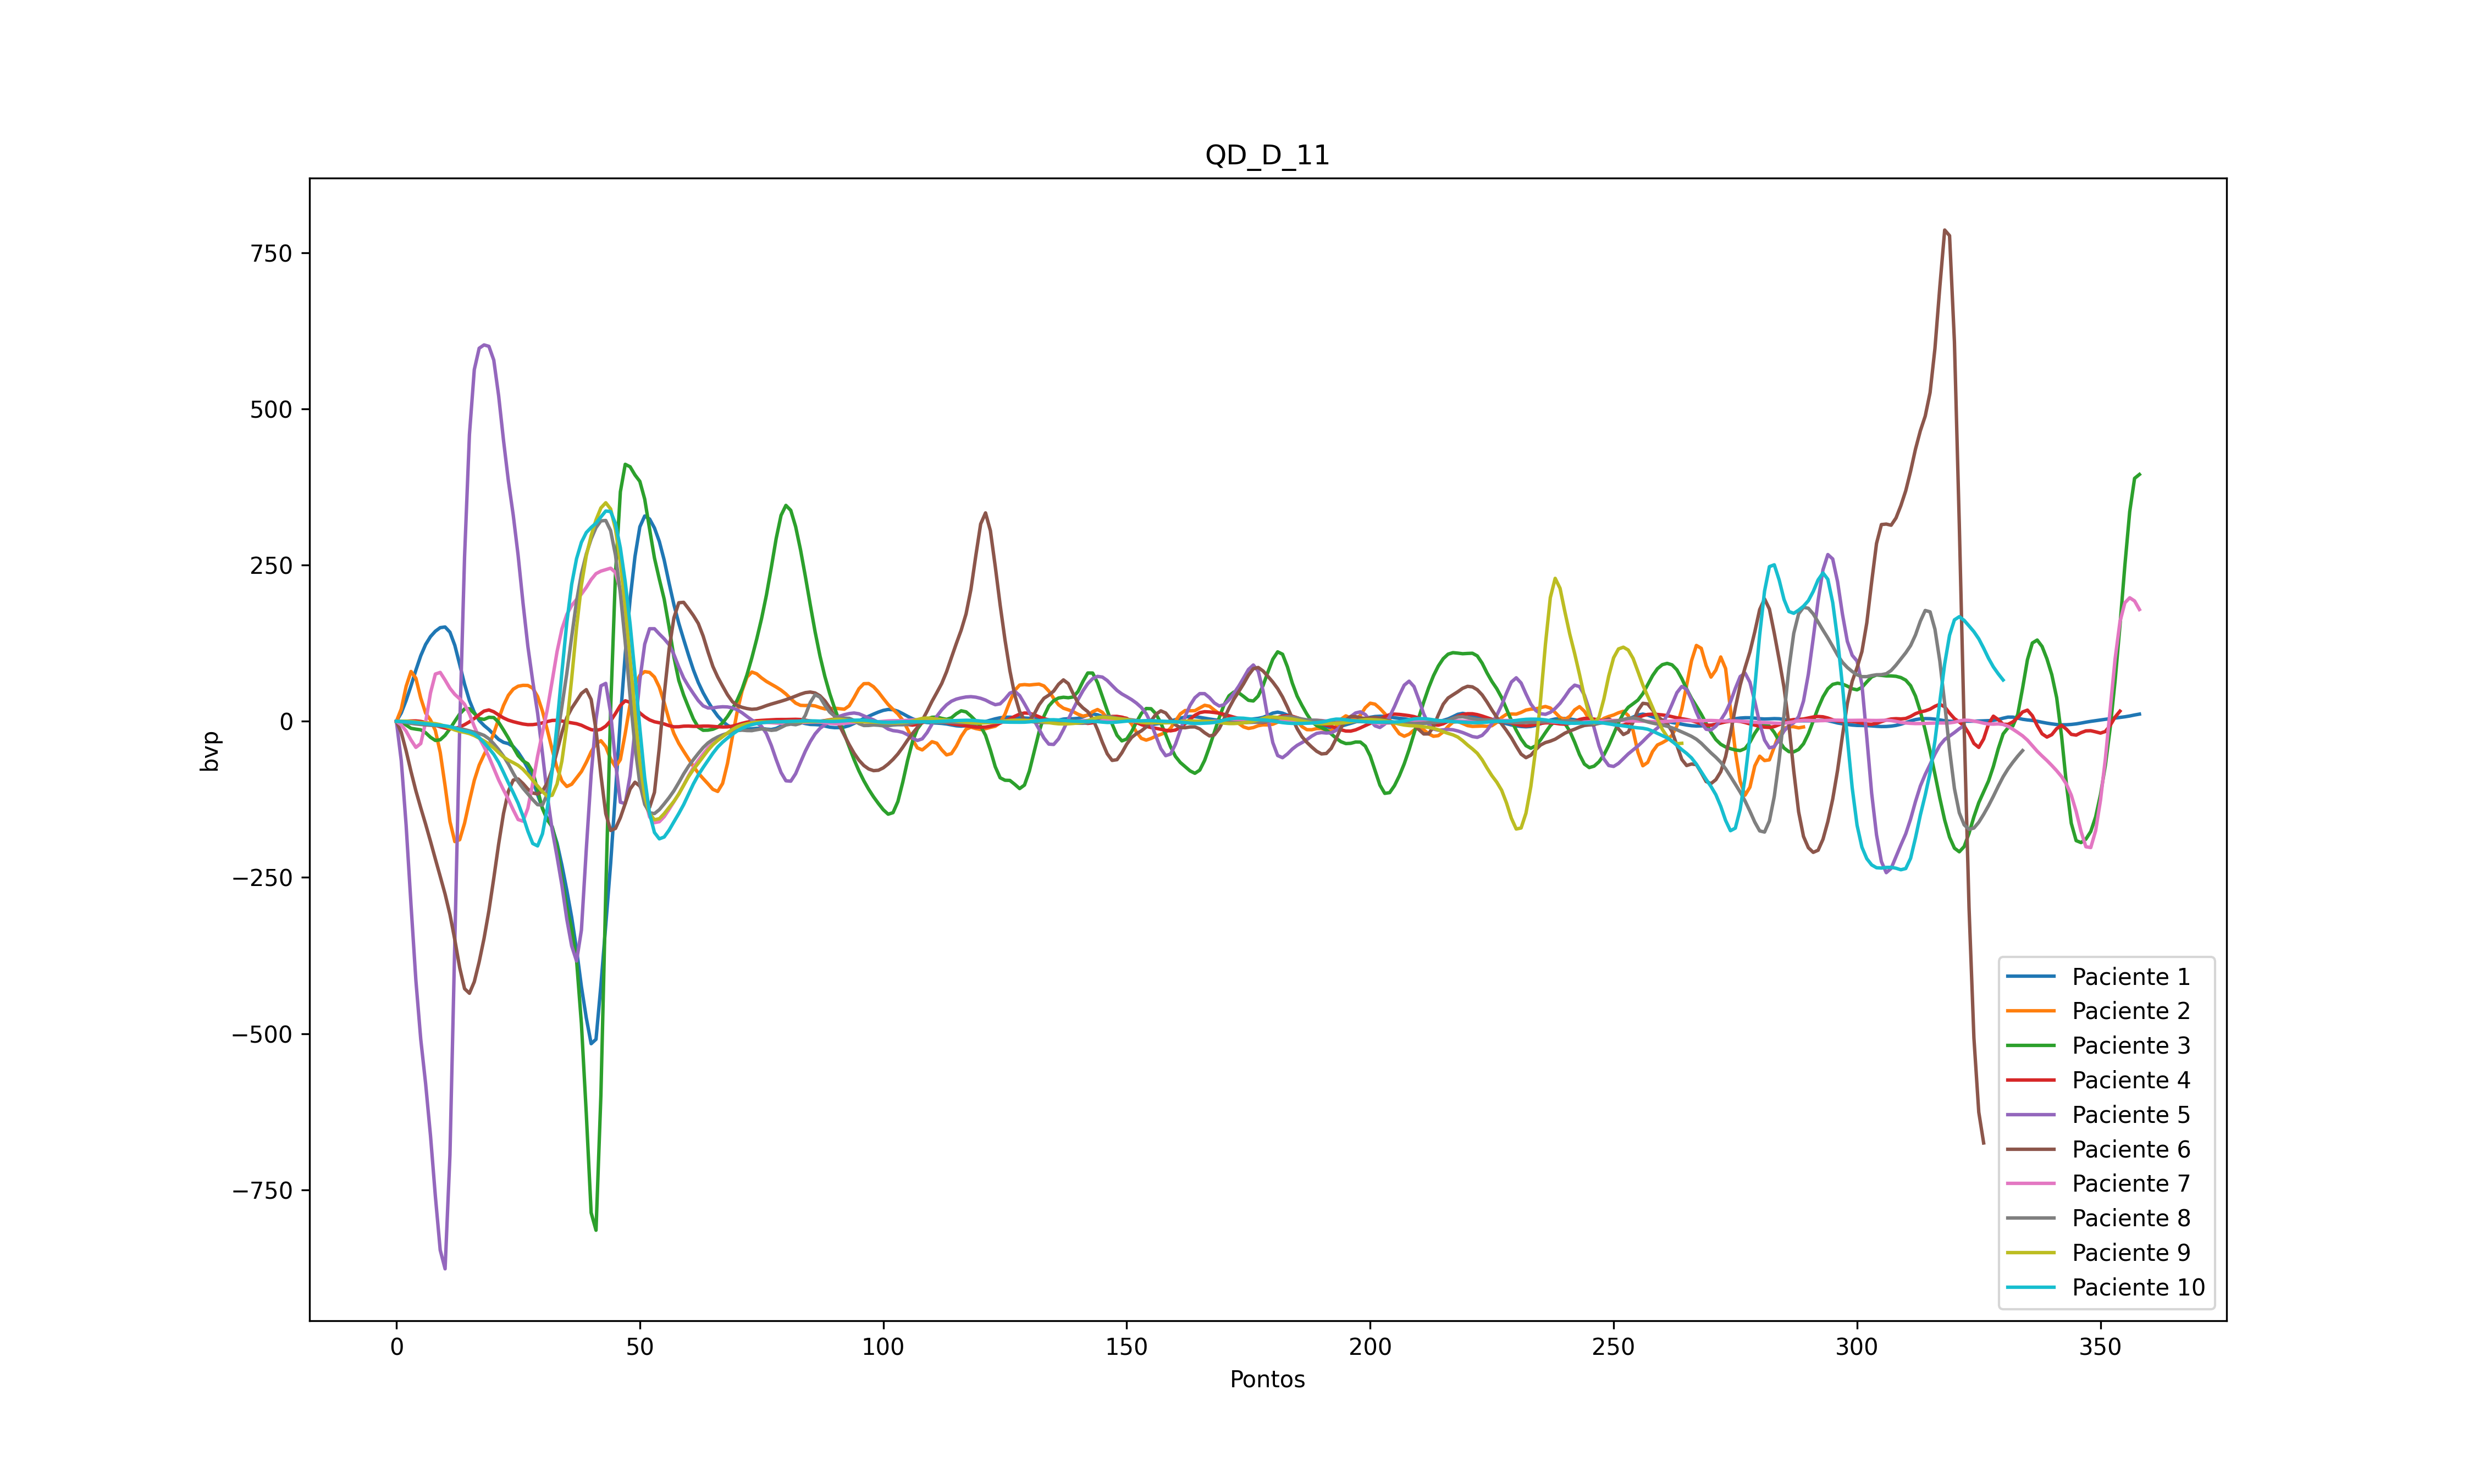 QD_D_11
bvp
750
500
250
0
−250
−500
−750
0 50 100 150 200 250 300 350
Pontos
Paciente 1
Paciente 2
Paciente 3
Paciente 4
Paciente 5
Paciente 6
Paciente 7
Paciente 8
Paciente 9
Paciente 10